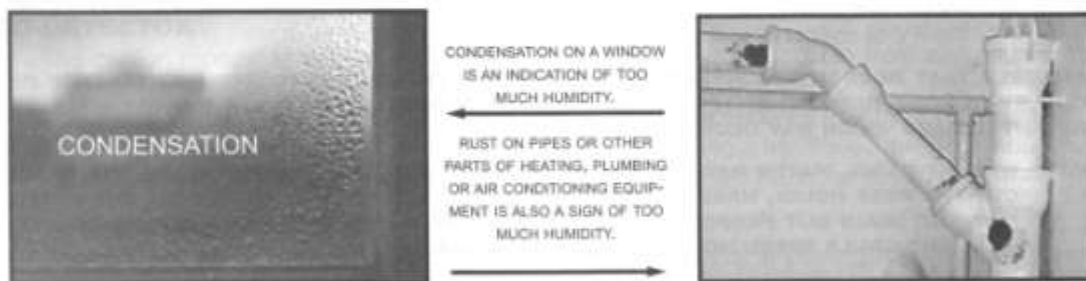 CONDENSATION
CONDENSATION ON A WINDOW
IS AN INDICATION OF TOO
MUCH HUMIDITY.
RUST ON PIPES OR OTHER
PARTS OF HEATING, PLUMBING
OR AIR CONDITIONING EQUIP-
MENT IS ALSO A SIGN OF TOO
MUCH HUMIDITY.